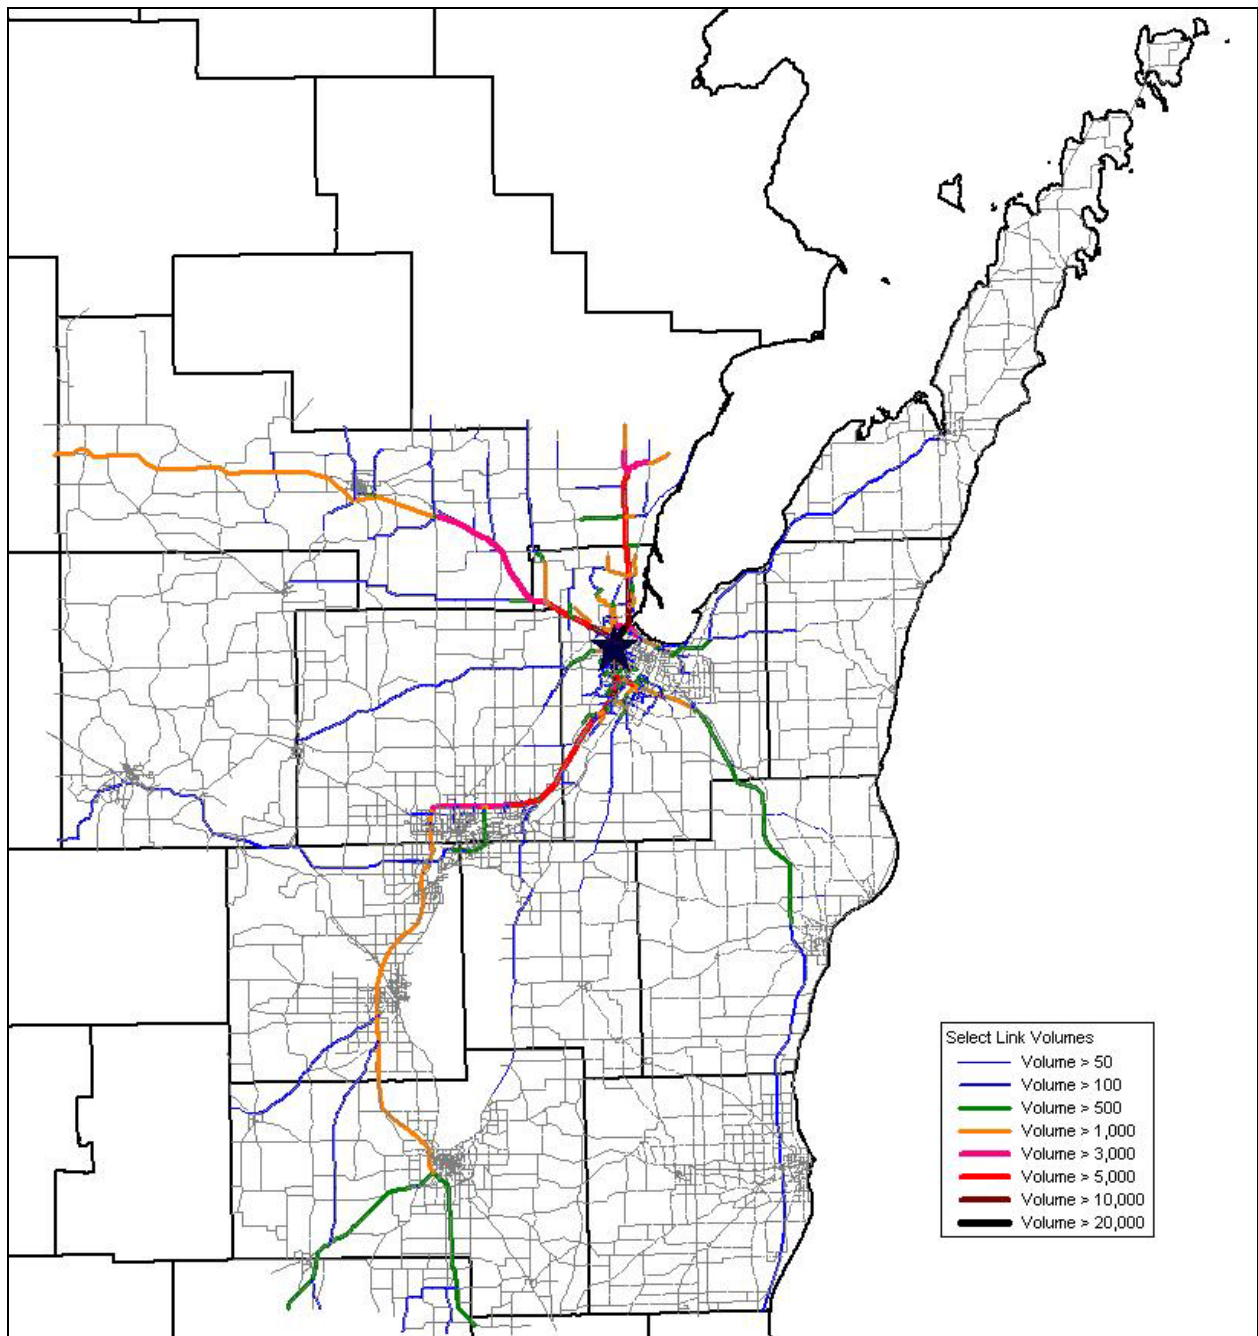 Select Link Volumes
Volume > 50
Volume > 100
Volume > 500
Volume > 1,000
Volume > 3,000
Volume > 5,000
Volume > 10,000
Volume > 20,000